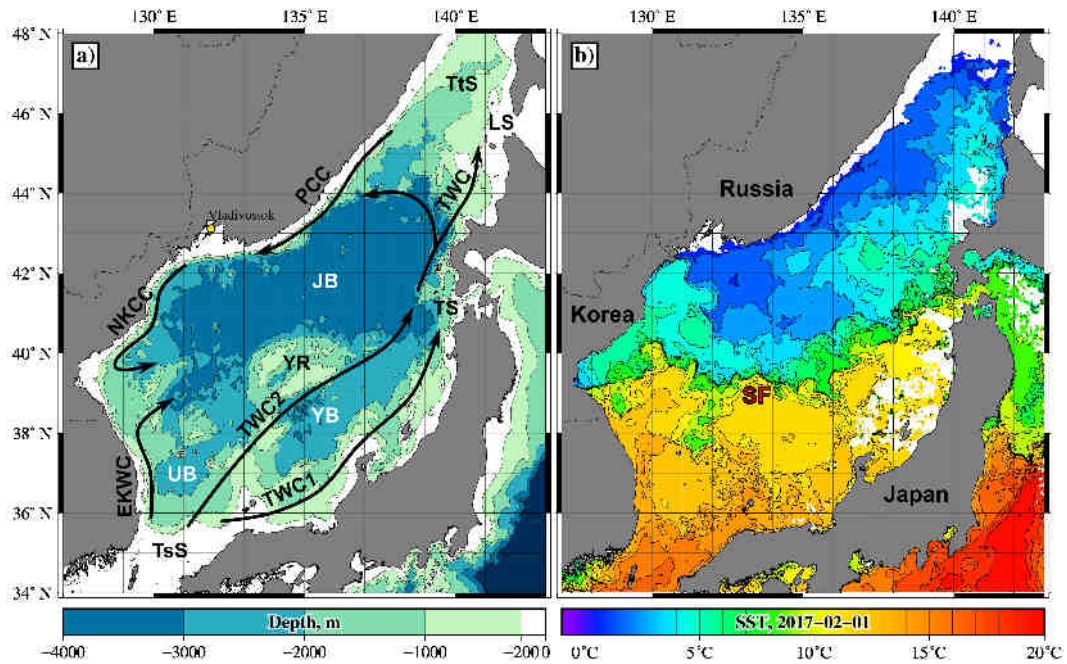 130° E 135° E 140° E 130° E 135° E 140° E
48° N
a)
b)
TtS
46° N
LS
PCC
TWC
Russia
44° N
Vladivostok
42° N
JB
NKCC
TS
Korea
40° N
YR
SF
TWC2
YB
38° N
UB
EKWC
TWC1
Japan
36° N
TsS
34° N
Depth, m
SST, 2017-02-01
-4000 -3000 -2000 -1000 -200 0
0°C 5°C 10°C 15°C 20°C